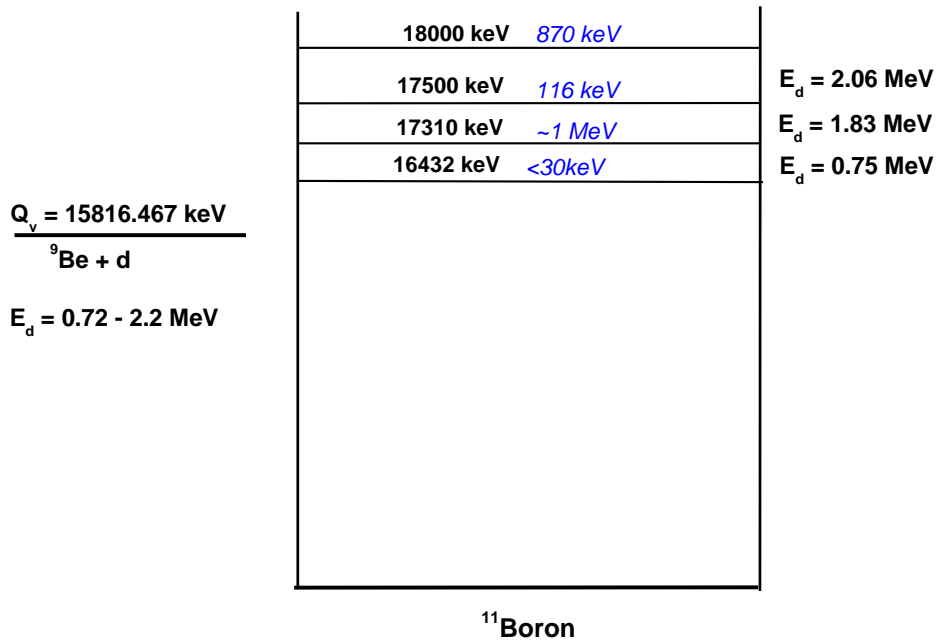 18000 keV 870 keV
17500 keV 116 keV E_d = 2.06 MeV
17310 keV ~1 MeV E_d = 1.83 MeV
16432 keV <30keV E_d = 0.75 MeV
Q_v = 15816.467 keV
⁹Be + d
E_d = 0.72 - 2.2 MeV
¹¹Boron